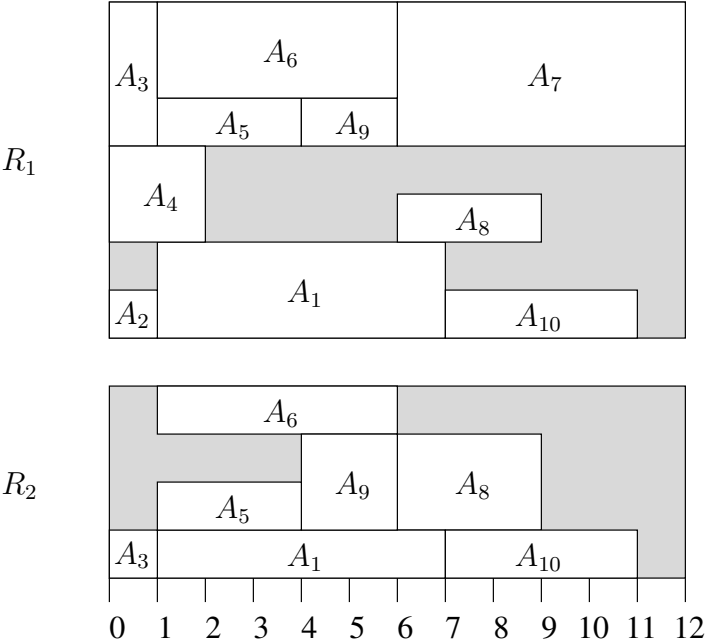 A₃ A₆ A₇
A₅ A₉
R₁
A₄ A₈
A₂ A₁ A₁₀
A₆
R₂ A₉ A₈
A₅
A₃ A₁ A₁₀
0 1 2 3 4 5 6 7 8 9 10 11 12